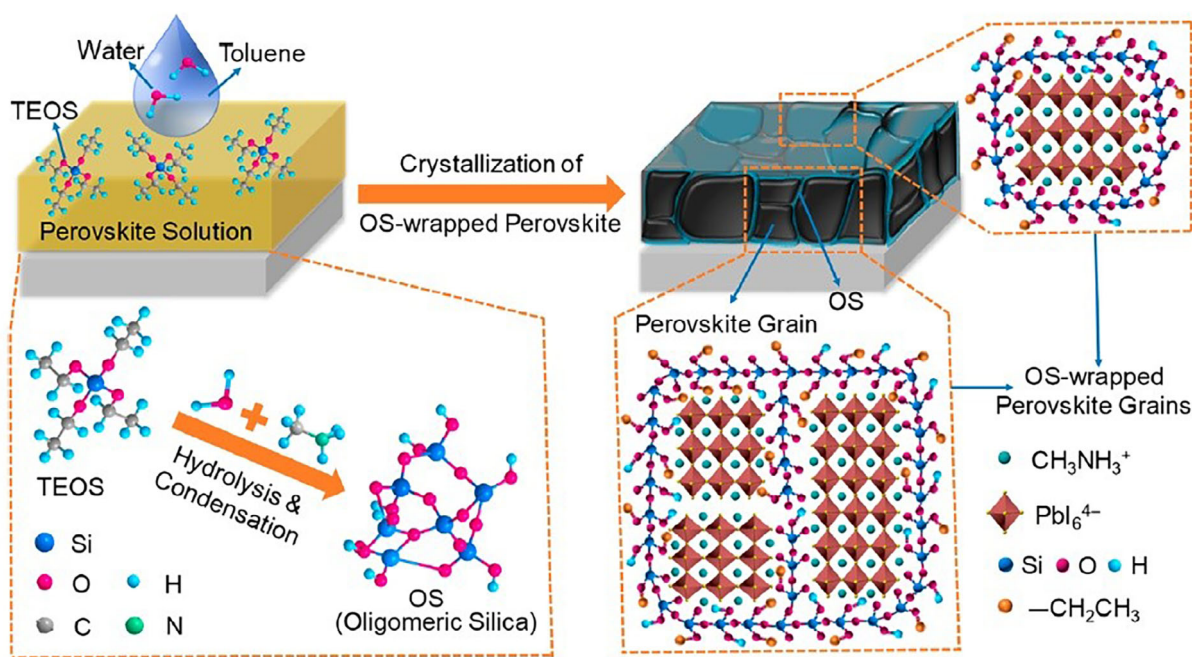 Water
Toluene
TEOS
Perovskite Solution
Crystallization of
OS-wrapped Perovskite
OS
Perovskite Grain
OS-wrapped
Perovskite Grains
TEOS
+
Hydrolysis &
Condensation
OS
(Oligomeric Silica)
Si
O
H
C
N
CH₃NH₃⁺
PbI₆⁴⁻
Si O H
—CH₂CH₃